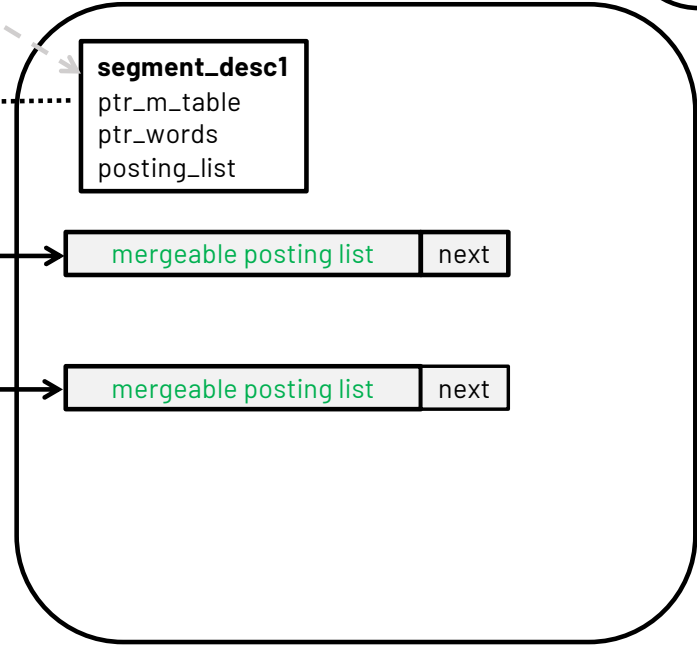 segment_desc1
ptr_m_table
ptr_words
posting_list
mergeable posting list next
mergeable posting list next